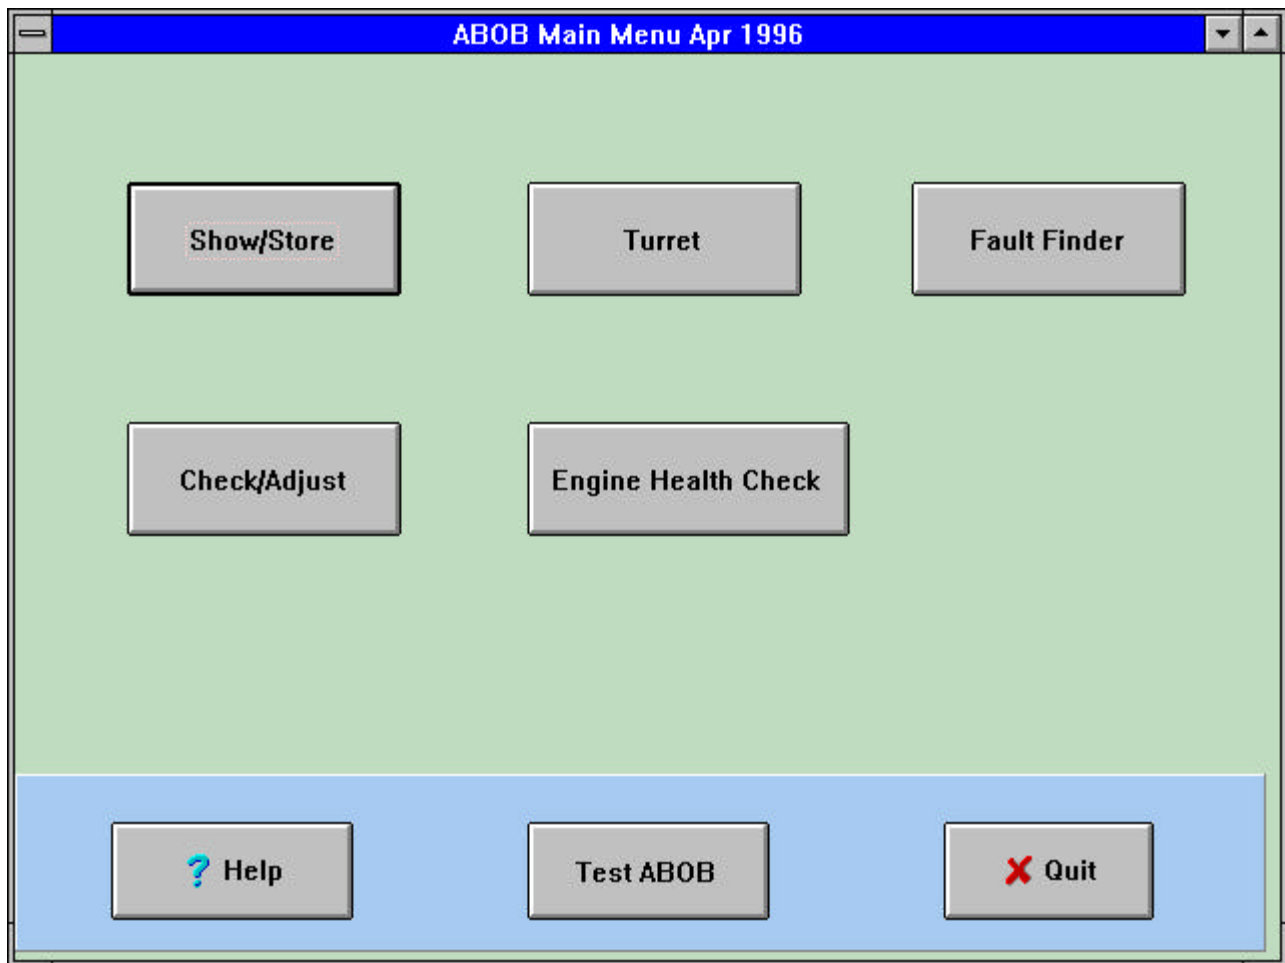 ABOB Main Menu Apr 1996
Show/Store
Turret
Fault Finder
Check/Adjust
Engine Health Check
? Help
Test ABOB
Quit